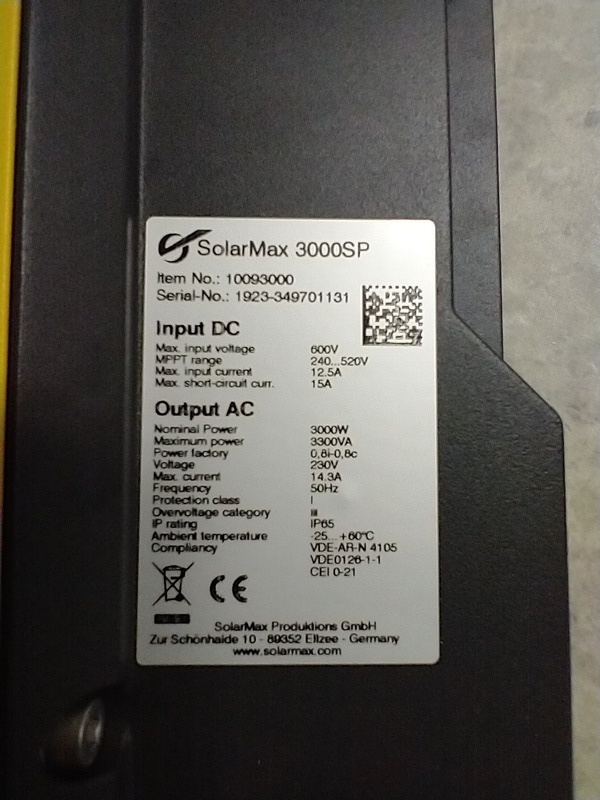 SolarMax 3000SP
Item No.: 10093000
Serial-No.: 1923-349701131
Input DC
Max. input voltage 600V
MPPT range 240...520V
Max. input current 12.5A
Max. short-circuit curr. 15A
Output AC
Nominal Power 3000W
Maximum power 3300VA
Power factory 0,8i-0,8c
Voltage 230V
Max. current 14.3A
Frequency 50Hz
Protection class I
Overvoltage category III
IP rating IP65
Ambient temperature -25...+60°C
Compliancy VDE-AR-N 4105
VDE0126-1-1
CEI 0-21
CE
SolarMax Produktions GmbH
Zur Schönhalde 10 - 89352 Ellzee - Germany
www.solarmax.com